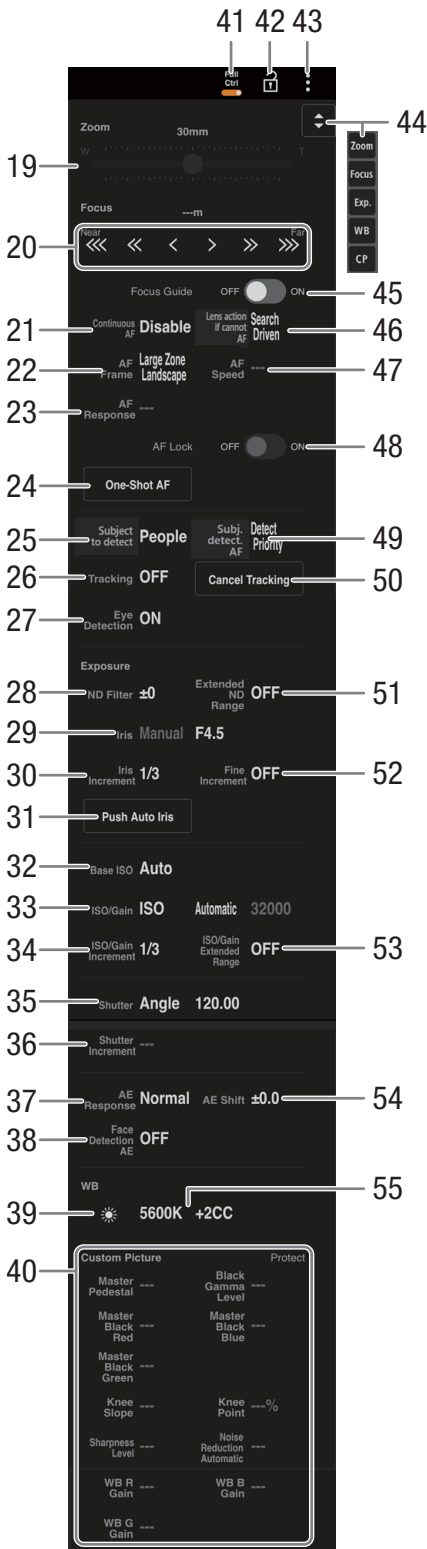 41 42 43
Full
Ctrl
44
Zoom
30mm
W
T
19
Zoom
Focus
Exp.
WB
CP
Focus
---m
Near
Far
20
Focus Guide OFF ON 45
21 Continuous
AF
Disable
Lens action
if cannot
AF
Search
Driven
46
22 AF
Frame
Large Zone
Landscape
AF
Speed
---
47
23 AF
Response
---
AF Lock OFF ON 48
24 One-Shot AF
25 Subject
to detect
People
Subj.
detect.
AF
Detect
Priority
49
26 Tracking OFF Cancel Tracking 50
27 Eye
Detection
ON
Exposure
28 ND Filter ±0
Extended
ND
Range
OFF
51
29 Iris Manual F4.5
30 Iris
Increment
1/3
Fine
Increment
OFF
52
31 Push Auto Iris
32 Base ISO Auto
33 ISO/Gain ISO Automatic 32000
34 ISO/Gain
Increment
1/3
ISO/Gain
Extended
Range
OFF
53
35 Shutter Angle 120.00
36 Shutter
Increment
---
37 AE
Response
Normal
AE Shift ±0.0 54
38 Face
Detection
AE
OFF
WB
55
39 5600K +2CC
40
Custom Picture Protect
Master
Pedestal
---
Black
Gamma
Level
---
Master
Black
Red
---
Master
Black
Blue
---
Master
Black
Green
---
Knee
Slope
---
Knee
Point
---%
Sharpness
Level
---
Noise
Reduction
Automatic
---
WB R
Gain
---
WB B
Gain
---
WB G
Gain
---